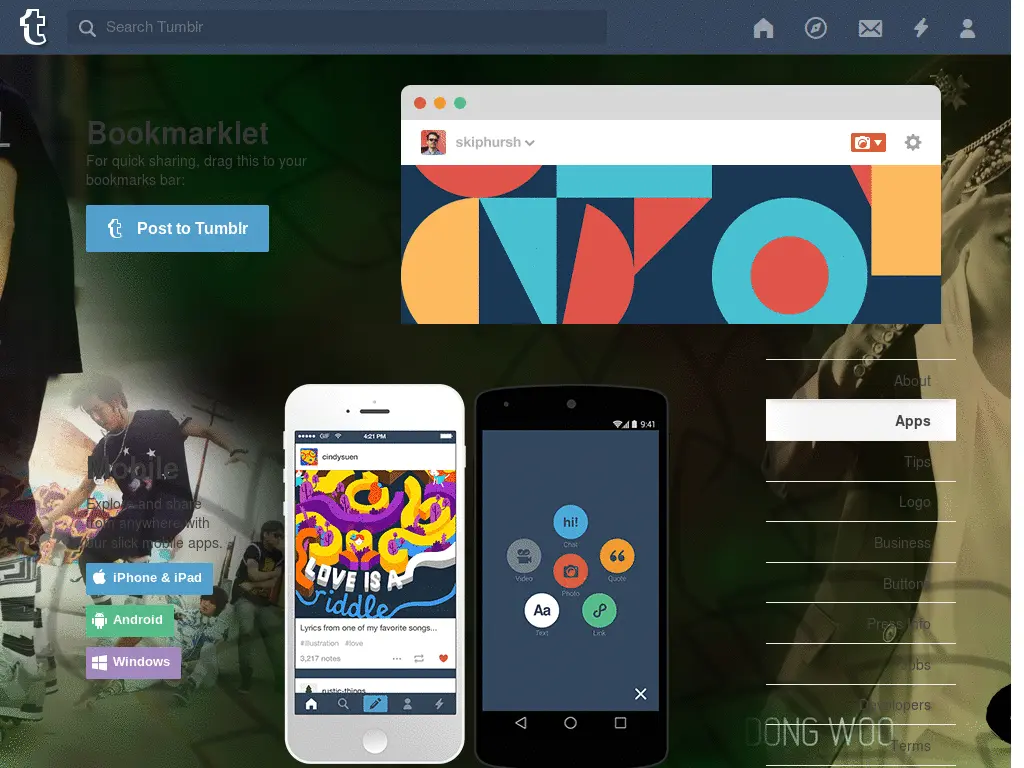 Search Tumblr
Bookmarklet
For quick sharing, drag this to your
bookmarks bar:
Post to Tumblr
skiphursh
About
Apps
Tips
Logo
Business
Buttons
Press Info
Jobs
Developers
Terms
DONG WOO
Mobile
Explore and share
from anywhere with
our slick mobile apps.
iPhone & iPad
Android
Windows
GIF
4:21 PM
cindysuen
LOVE IS A
riddle
Lyrics from one of my favorite songs...
#illustration #love
3,217 notes
rustic-things
9:41
hi!
Chat
Video
Quote
Photo
Aa
Text
Link